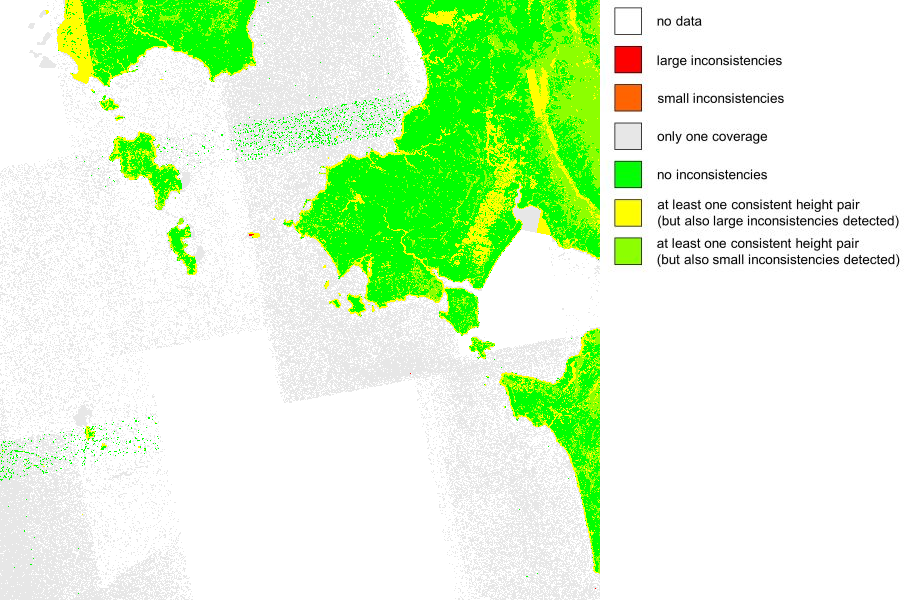 no data
large inconsistencies
small inconsistencies
only one coverage
no inconsistencies
at least one consistent height pair
(but also large inconsistencies detected)
at least one consistent height pair
(but also small inconsistencies detected)